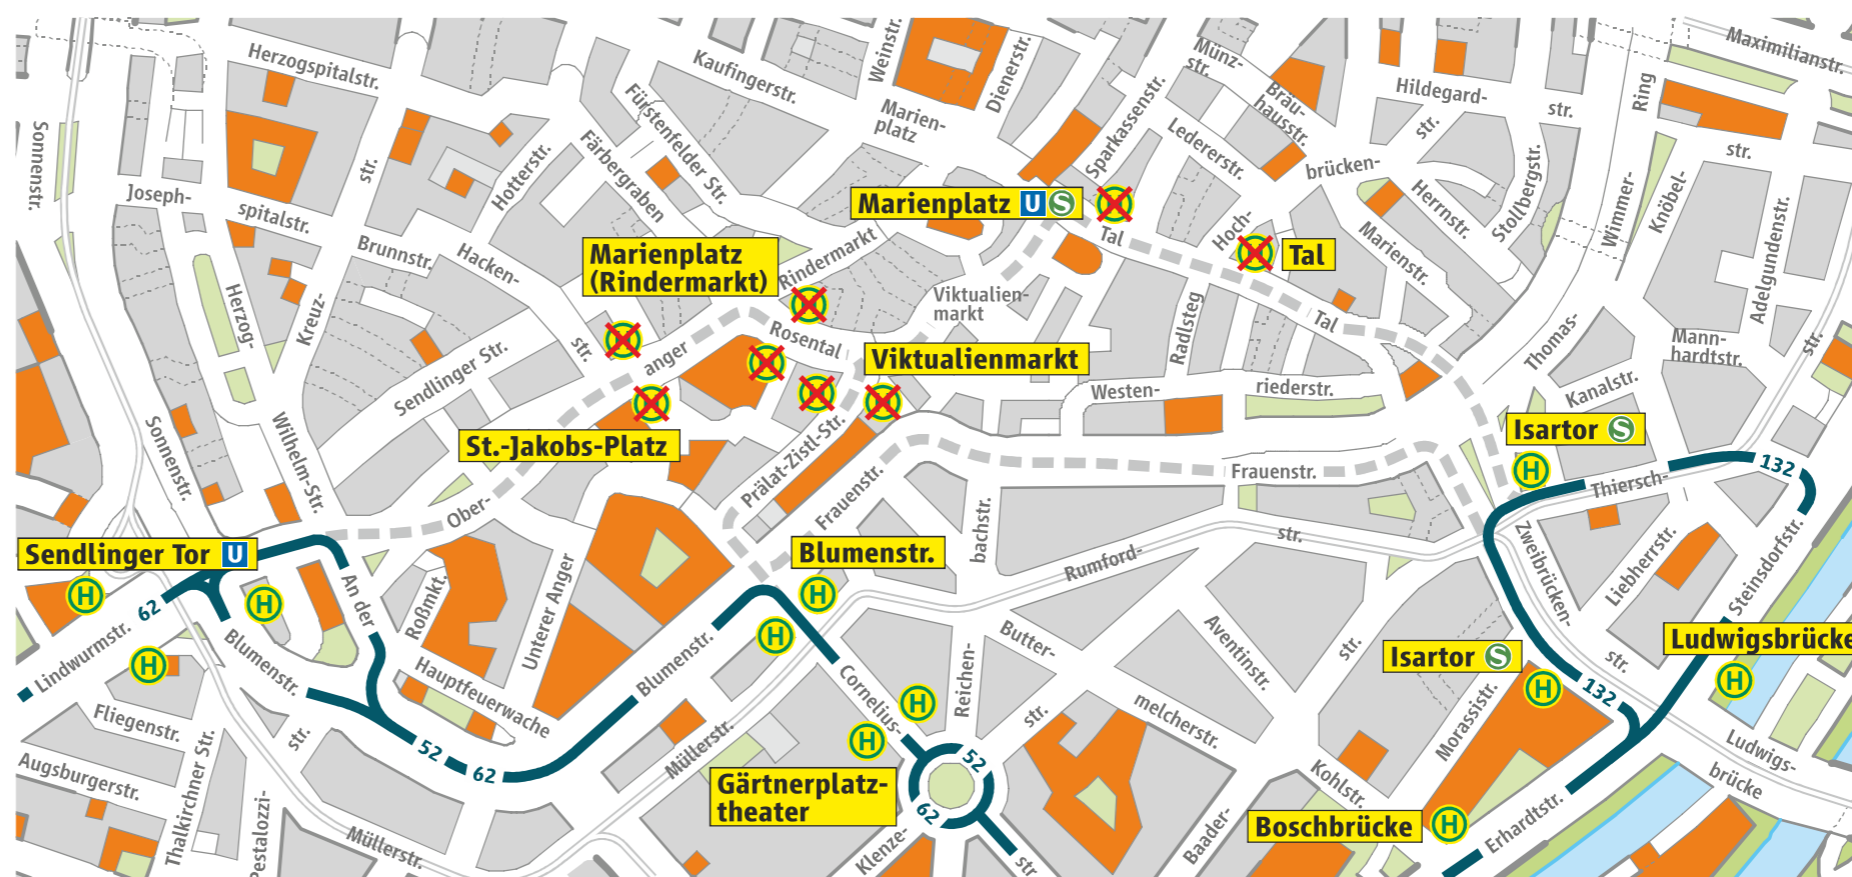 Herzogspitalstr.
Kaufingerstr.
Weinstr.
Dienerstr.
Marien-
platz
Sparkassenstr.
Münz-
str.
Bräu-
hausstr.
Hildegard-
str.
str.
Ring
Maximilianstr.
str.
Sonnenstr.
Joseph-
spitalstr.
str.
Hotterstr.
Färbergraben
Fürstenfelder Str.
Ledererstr.
brücken-
Herrnstr.
Stollbergstr.
Wimmer-
Knöbel-
Adelgundenstr.
Brunnstr.
Hacken-
str.
Marienplatz U S
Tal
Hoch-
Tal
Marienstr.
Marienplatz
(Rindermarkt)
Rindermarkt
Viktualien-
markt
Herzog-
Kreuz-
Rosental
anger
Radlsteg
Tal
Thomas-
Mann-
hardtstr.
str.
Sendlinger Str.
Viktualienmarkt
Westen-
riederstr.
Kanalstr.
Sonnenstr.
Wilhelm-Str.
St.-Jakobs-Platz
Prälat-Zistl-Str.
Frauenstr.
Frauenstr.
Isartor S
H
132
Thiersch-
Ober-
Sendlinger Tor U
H
H
H
62
Lindwurmstr.
Blumenstr.
An der
Roßmkt.
Unterer Anger
Hauptfeuerwache
Blumenstr.
Blumenstr.
H
H
bachstr.
Rumford-
str.
Zweibrücken-
str.
Liebherrstr.
Steinsdorfstr.
Ludwigsbrücke
H
Isartor S
H
132
Butter-
melcherstr.
Aventinstr.
str.
Reichen-
str.
Cornelius-
H
H
Morassistr.
Ludwigs-
brücke
Fliegenstr.
str.
52
62
Müllerstr.
Gärtnerplatz-
theater
52
62
Kohlstr.
Boschbrücke
H
Erhardtstr.
Augsburgerstr.
Thalkirchner Str.
Pestalozzi-
Müllerstr.
Klenze-
str.
Baader-